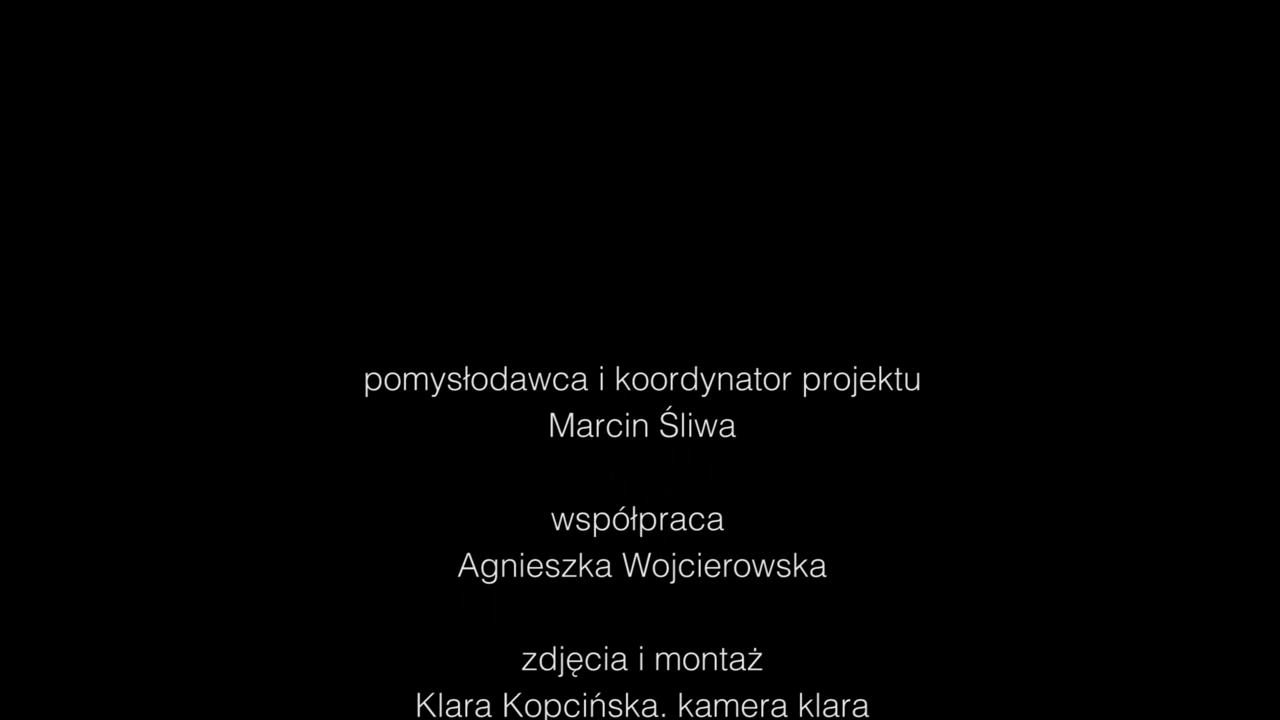 pomysłodawca i koordynator projektu
Marcin Śliwa
współpraca
Agnieszka Wojcierowska
zdjęcia i montaż
Klara Kopcińska. kamera klara